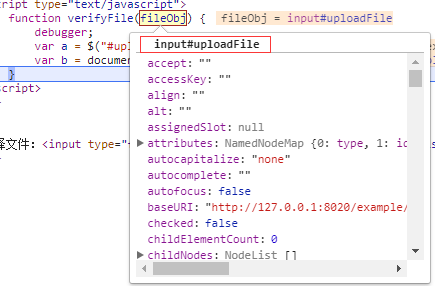 cript type="text/javascript">
function verifyFile(fileObj) { fileObj = input#uploadFile
debugger;
var a = $("#uplo
var b = docume
}
script>
input#uploadFile
accept: ""
accessKey: ""
align: ""
alt: ""
assignedSlot: null
attributes: NamedNodeMap {0: type, 1: id
autocapitalize: "none"
autocomplete: ""
autofocus: false
择文件：<input type="
baseURI: "http://127.0.0.1:8020/example/
checked: false
childElementCount: 0
childNodes: NodeList []